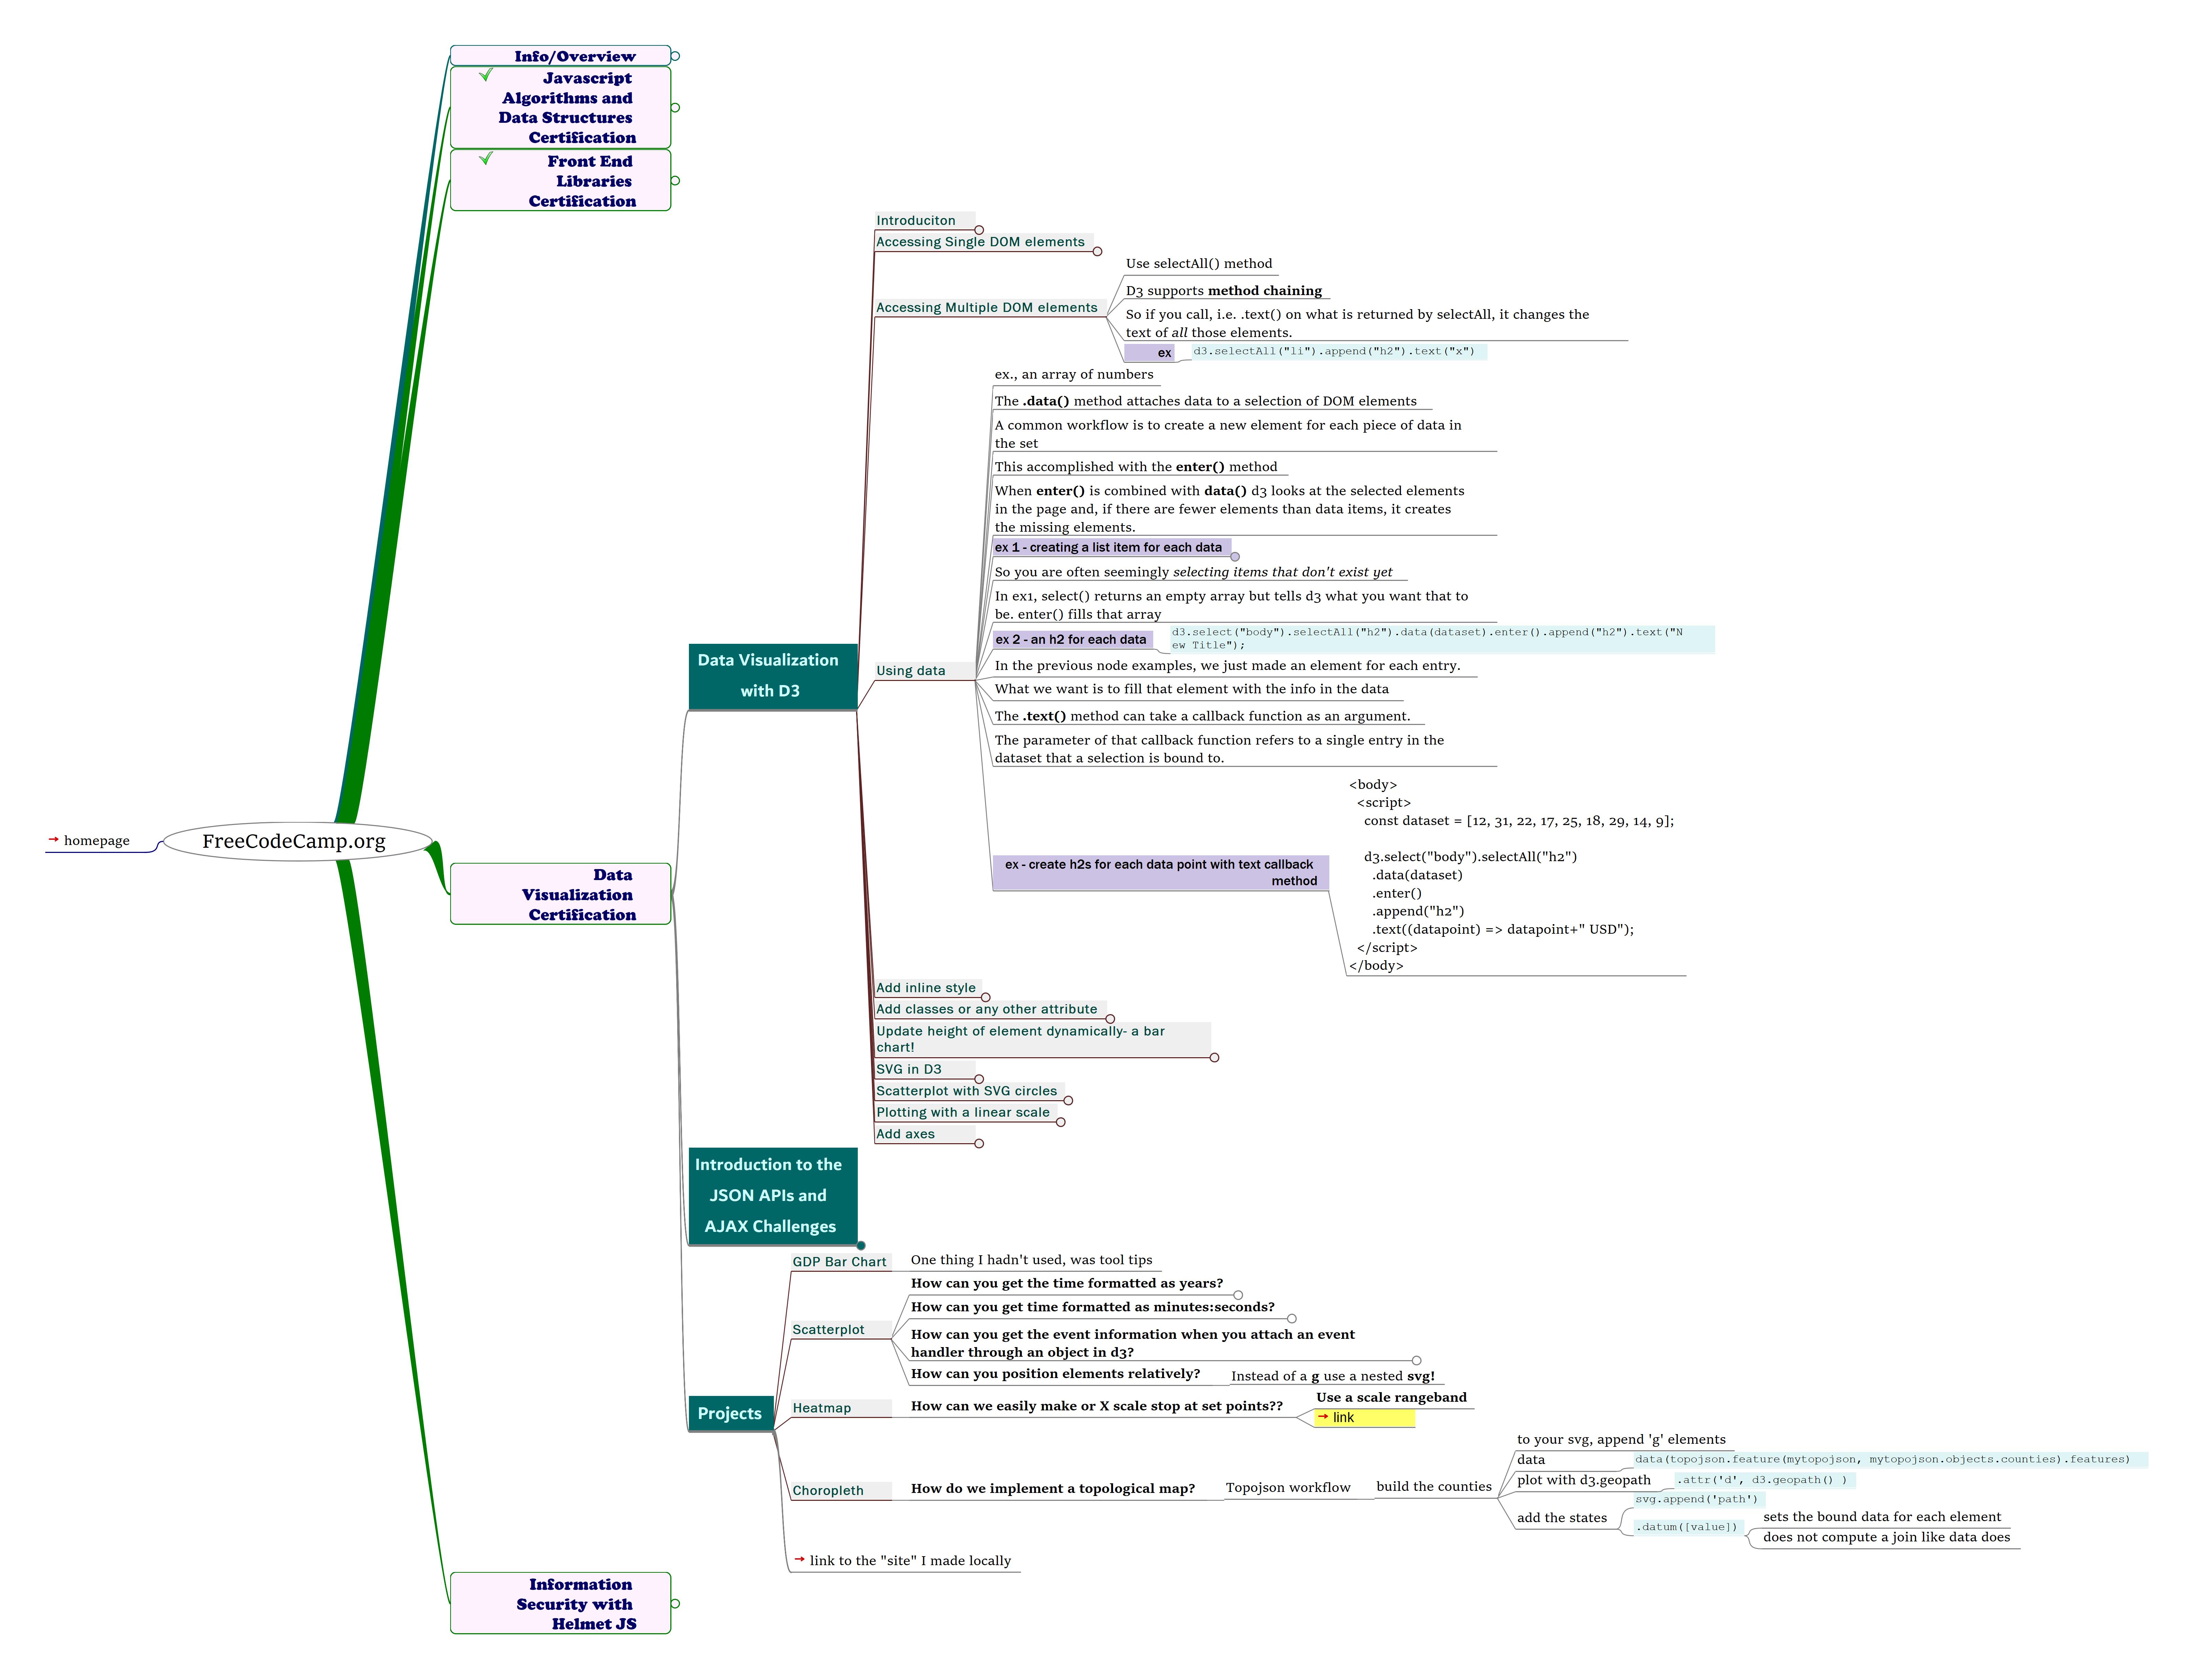 Info/Overview
Javascript
Algorithms and
Data Structures
Certification
Front End
Libraries
Certification
homepage
FreeCodeCamp.org
Data
Visualization
Certification
Data Visualization
with D3
Introduciton
Accessing Single DOM elements
Accessing Multiple DOM elements
Use selectAll() method
D3 supports method chaining
So if you call, i.e. .text() on what is returned by selectAll, it changes the
text of all those elements.
ex
d3.selectAll("li").append("h2").text("x")
Using data
ex., an array of numbers
The .data() method attaches data to a selection of DOM elements
A common workflow is to create a new element for each piece of data in
the set
This accomplished with the enter() method
When enter() is combined with data() d3 looks at the selected elements
in the page and, if there are fewer elements than data items, it creates
the missing elements.
ex 1 - creating a list item for each data
So you are often seemingly selecting items that don't exist yet
In ex1, select() returns an empty array but tells d3 what you want that to
be. enter() fills that array
ex 2 - an h2 for each data
d3.select("body").selectAll("h2").data(dataset).enter().append("h2").text("N
ew Title");
In the previous node examples, we just made an element for each entry.
What we want is to fill that element with the info in the data
The .text() method can take a callback function as an argument.
The parameter of that callback function refers to a single entry in the
dataset that a selection is bound to.
ex - create h2s for each data point with text callback
method
<body>
<script>
const dataset = [12, 31, 22, 17, 25, 18, 29, 14, 9];
d3.select("body").selectAll("h2")
.data(dataset)
.enter()
.append("h2")
.text((datapoint) => datapoint+" USD");
</script>
</body>
Add inline style
Add classes or any other attribute
Update height of element dynamically- a bar
chart!
SVG in D3
Scatterplot with SVG circles
Plotting with a linear scale
Add axes
Introduction to the
JSON APIs and
AJAX Challenges
Projects
GDP Bar Chart
One thing I hadn't used, was tool tips
Scatterplot
How can you get the time formatted as years?
How can you get time formatted as minutes:seconds?
How can you get the event information when you attach an event
handler through an object in d3?
How can you position elements relatively?
Instead of a g use a nested svg!
Heatmap
How can we easily make or X scale stop at set points??
Use a scale rangeband
link
Choropleth
How do we implement a topological map?
Topojson workflow
build the counties
to your svg, append 'g' elements
data
data(topojson.feature(mytopojson, mytopojson.objects.counties).features)
plot with d3.geopath
.attr('d', d3.geopath() )
add the states
svg.append('path')
.datum([value])
sets the bound data for each element
does not compute a join like data does
link to the "site" I made locally
Information
Security with
Helmet JS